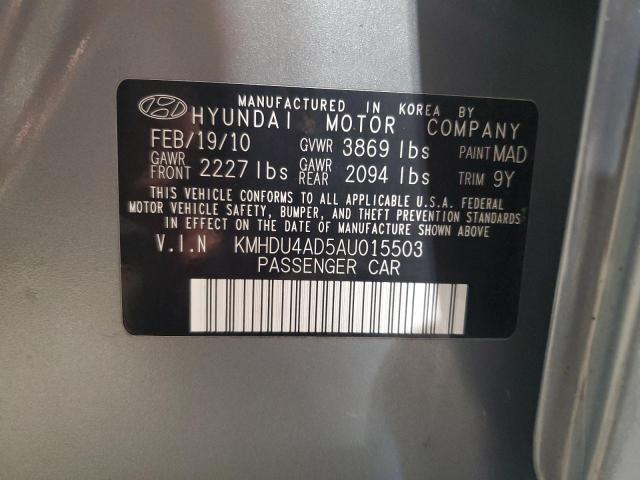 MANUFACTURED IN KOREA BY
HYUNDAI MOTOR COMPANY
FEB/19/10 GVWR 3869 lbs PAINT MAD
GAWR FRONT 2227 lbs GAWR REAR 2094 lbs TRIM 9Y
THIS VEHICLE CONFORMS TO ALL APPLICABLE U.S.A. FEDERAL
MOTOR VEHICLE SAFETY, BUMPER, AND THEFT PREVENTION STANDARDS
IN EFFECT ON THE DATE OF MANUFACTURE SHOWN ABOVE
V.I.N KMHDU4AD5AU015503
PASSENGER CAR